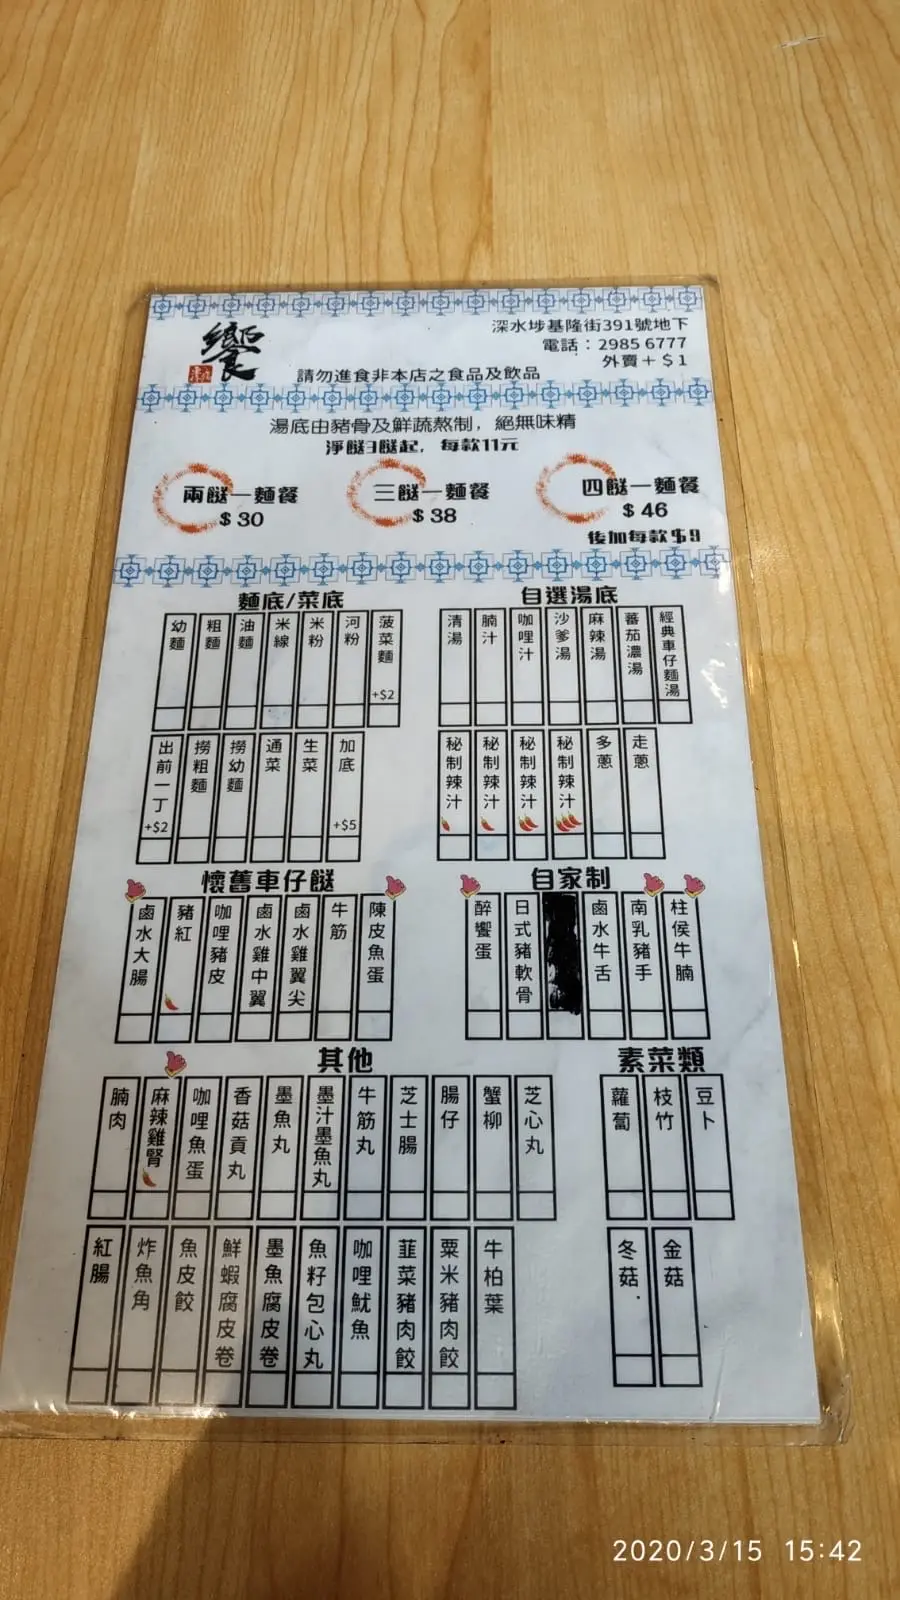 饗
深水埗基隆街391號地下
電話：2985 6777
外賣＋＄1
請勿進食非本店之食品及飲品
湯底由豬骨及鮮蔬熬制，絕無味精
淨餸3餸起，每款11元
兩餸一麵餐
$30
三餸一麵餐
$38
四餸一麵餐
$46
後加每款$9
麵底/菜底
幼麵
粗麵
油麵
米線
米粉
河粉
菠菜麵 +$2
出前一丁 +$2
撈粗麵
撈幼麵
通菜
生菜
加底 +$5
自選湯底
清湯
腩汁
咖哩汁
沙爹湯
麻辣湯
蕃茄濃湯
經典車仔麵湯
秘制辣汁
秘制辣汁
秘制辣汁
秘制辣汁
多蔥
走蔥
懷舊車仔餸
鹵水大腸
豬紅
咖哩豬皮
鹵水雞中翼
鹵水雞翼尖
牛筋
陳皮魚蛋
自家制
醉饗蛋
日式豬軟骨
鹵水牛舌
南乳豬手
柱侯牛腩
其他
腩肉
麻辣雞腎
咖哩魚蛋
香菇貢丸
墨魚丸
墨汁墨魚丸
牛筋丸
芝士腸
腸仔
蟹柳
芝心丸
紅腸
炸魚角
魚皮餃
鮮蝦腐皮卷
墨魚腐皮卷
魚籽包心丸
咖哩魷魚
韮菜豬肉餃
粟米豬肉餃
牛柏葉
素菜類
蘿蔔
枝竹
豆卜
冬菇
金菇
2020/3/15 15:42